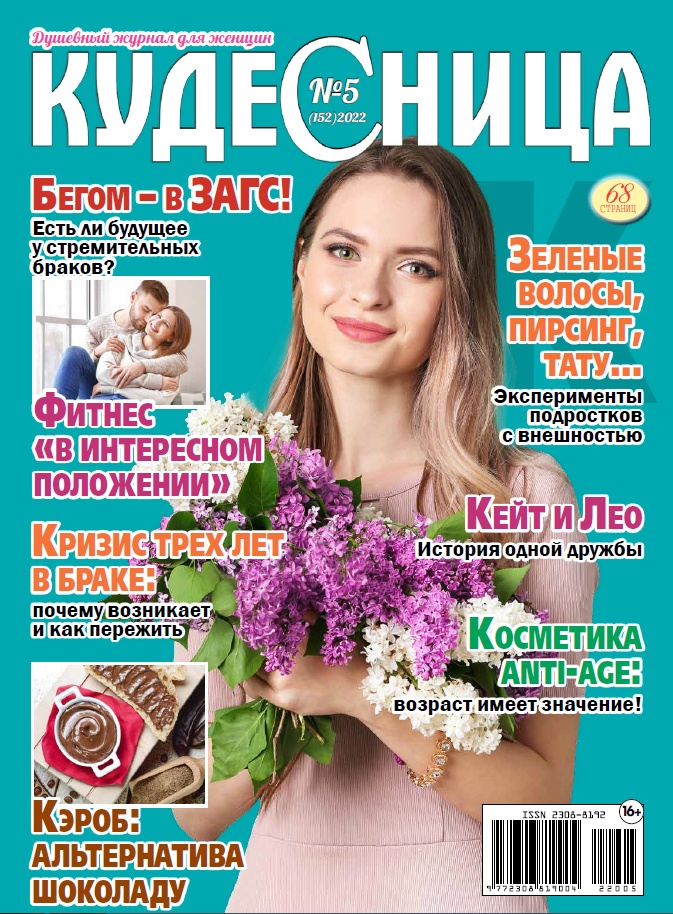 Душевный журнал для женщин
КУДЕСНИЦА
№5
(152)2022
68
СТРАНИЦ
БЕГОМ – В ЗАГС!
Есть ли будущее
у стремительных
браков?
ЗЕЛЕНЫЕ
ВОЛОСЫ,
ПИРСИНГ,
ТАТУ...
Эксперименты
подростков
с внешностью
ФИТНЕС
«В ИНТЕРЕСНОМ
ПОЛОЖЕНИИ»
КЕЙТ И ЛЕО
История одной дружбы
КРИЗИС ТРЕХ ЛЕТ
В БРАКЕ:
почему возникает
и как пережить
КОСМЕТИКА
ANTI-AGE:
возраст имеет значение!
КЭРОБ:
АЛЬТЕРНАТИВА
ШОКОЛАДУ
ISSN 2308-8192
16+
9 772308 819004
22005